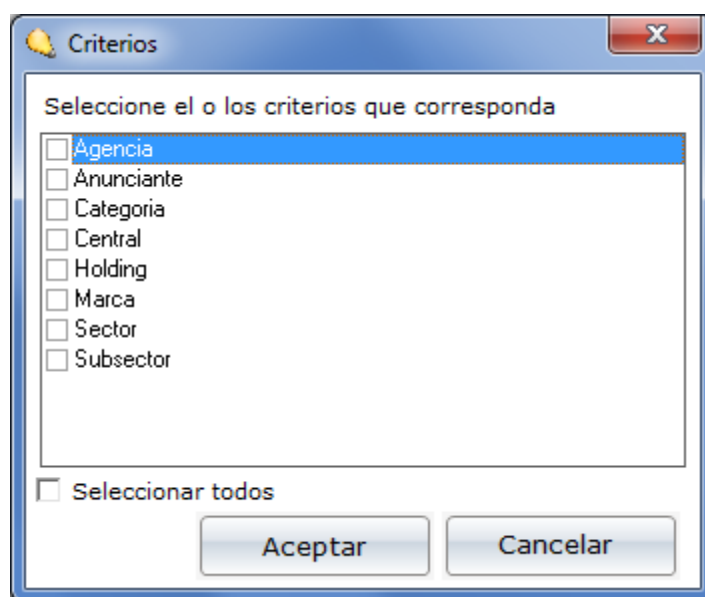 Criterios
Seleccione el o los criterios que corresponda
Agencia
Anunciante
Categoria
Central
Holding
Marca
Sector
Subsector
Seleccionar todos
Aceptar Cancelar